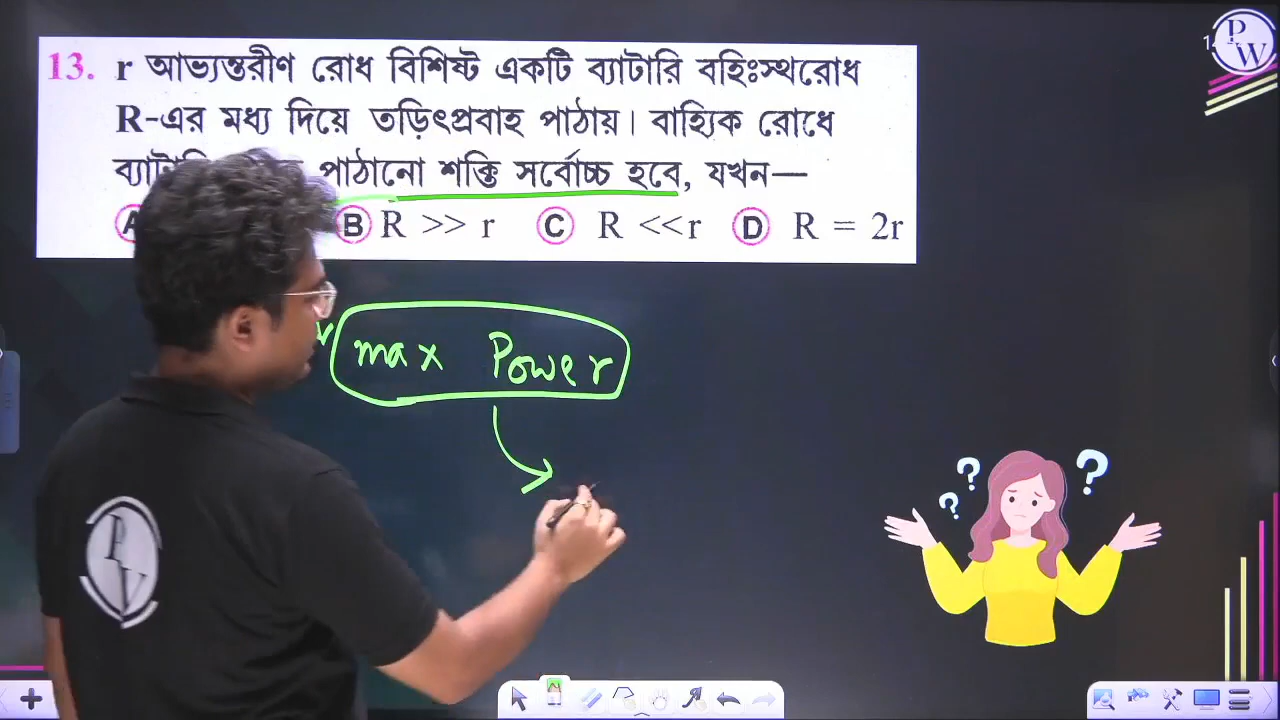 13. r আভ্যন্তরীণ রোধ বিশিষ্ট একটি ব্যাটারি বহিঃস্থরোধ
R-এর মধ্য দিয়ে তড়িৎপ্রবাহ পাঠায়। বাহ্যিক রোধে
পাঠানো শক্তি সর্বোচ্চ হবে, যখন—
A B R >> r C R <<r D R = 2r
max Power
? ? ?
PW
PW